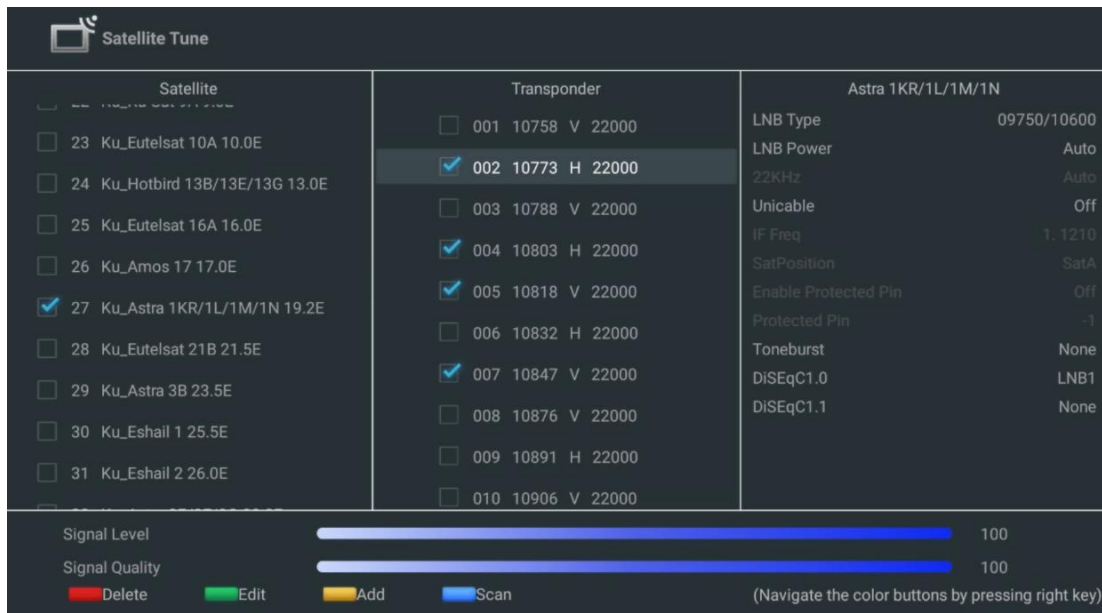 Satellite Tune
Satellite
23 Ku_Eutelsat 10A 10.0E
24 Ku_Hotbird 13B/13E/13G 13.0E
25 Ku_Eutelsat 16A 16.0E
26 Ku_Amos 17 17.0E
27 Ku_Astra 1KR/1L/1M/1N 19.2E
28 Ku_Eutelsat 21B 21.5E
29 Ku_Astra 3B 23.5E
30 Ku_Eshail 1 25.5E
31 Ku_Eshail 2 26.0E
Transponder
001 10758 V 22000
002 10773 H 22000
003 10788 V 22000
004 10803 H 22000
005 10818 V 22000
006 10832 H 22000
007 10847 V 22000
008 10876 V 22000
009 10891 H 22000
010 10906 V 22000
Astra 1KR/1L/1M/1N
LNB Type 09750/10600
LNB Power Auto
22KHz Auto
Unicable Off
IF Freq 1. 1210
SatPosition SatA
Enable Protected Pin Off
Protected Pin -1
Toneburst None
DiSEqC1.0 LNB1
DiSEqC1.1 None
Signal Level 100
Signal Quality 100
Delete Edit Add Scan (Navigate the color buttons by pressing right key)